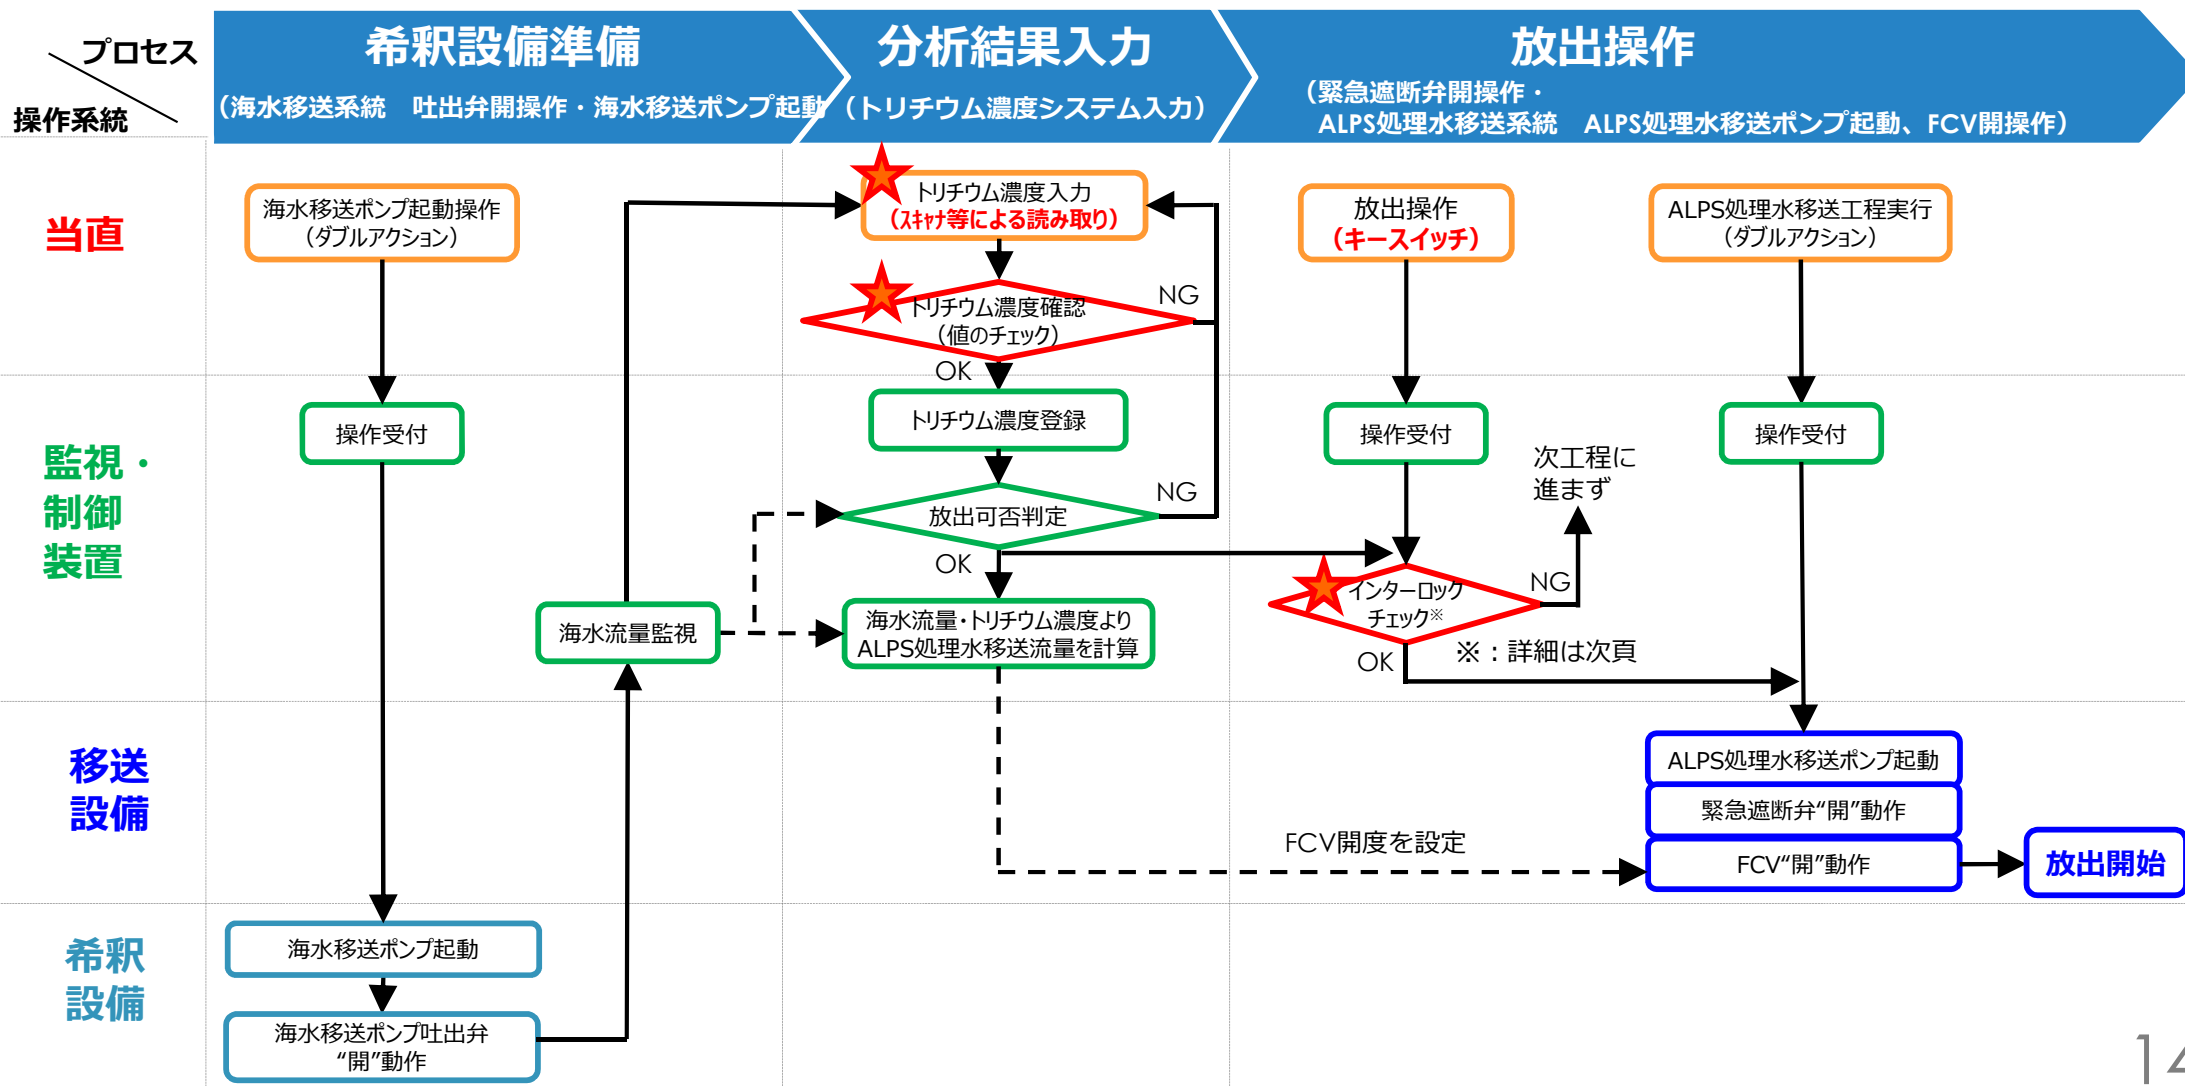 プロセス
操作系統
希釈設備準備
（海水移送系統　吐出弁開操作・海水移送ポンプ起動
分析結果入力
（トリチウム濃度システム入力）
放出操作
（緊急遮断弁開操作・
ALPS処理水移送系統　ALPS処理水移送ポンプ起動、FCV開操作）
当直
海水移送ポンプ起動操作
（ダブルアクション）
トリチウム濃度入力
（スキャナ等による読み取り）
放出操作
（キースイッチ）
ALPS処理水移送工程実行
（ダブルアクション）
トリチウム濃度確認
（値のチェック）
NG
OK
監視・
制御
装置
操作受付
トリチウム濃度登録
操作受付
操作受付
次工程に
進まず
放出可否判定
NG
OK
海水流量監視
海水流量・トリチウム濃度より
ALPS処理水移送流量を計算
インターロック
チェック※
NG
OK
※：詳細は次頁
移送
設備
ALPS処理水移送ポンプ起動
緊急遮断弁“開”動作
FCV“開”動作
FCV開度を設定
放出開始
希釈
設備
海水移送ポンプ起動
海水移送ポンプ吐出弁
“開”動作
14